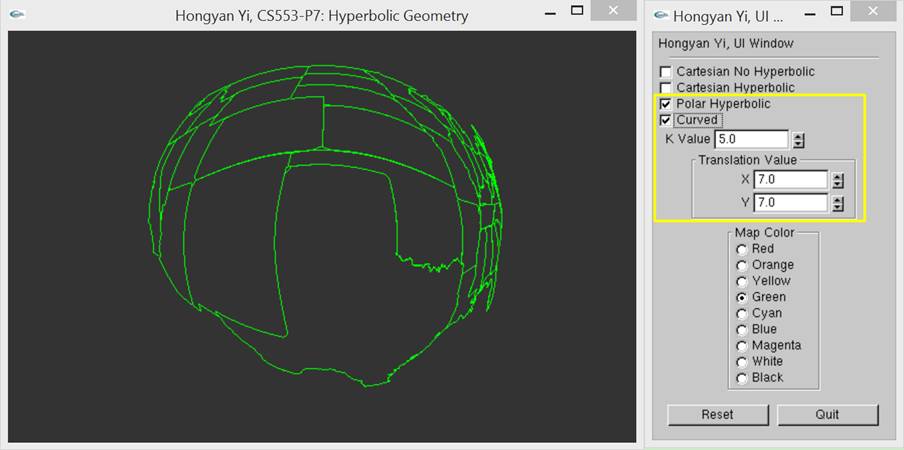 Hongyan Yi, CS553-P7: Hyperbolic Geometry
Hongyan Yi, UI ...
Hongyan Yi, UI Window
Cartesian No Hyperbolic
Cartesian Hyperbolic
Polar Hyperbolic
Curved
K Value 5.0
Translation Value
X 7.0
Y 7.0
Map Color
Red
Orange
Yellow
Green
Cyan
Blue
Magenta
White
Black
Reset Quit